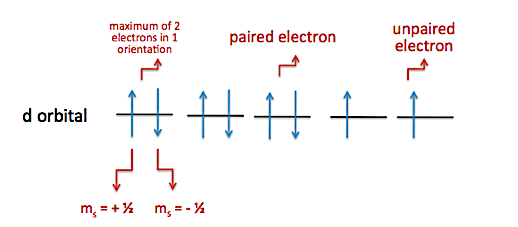 maximum of 2
electrons in 1
orientation
paired electron
unpaired
electron
d orbital
mₛ = + ½
mₛ = - ½